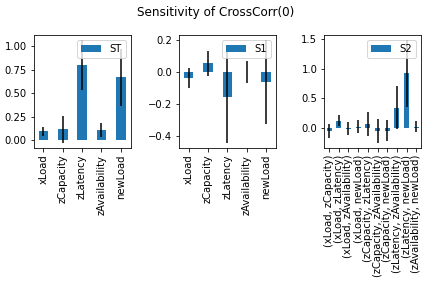 Sensitivity of CrossCorr(0)
ST
1.00
0.75
0.50
0.25
0.00
xLoad
zCapacity
zLatency
zAvailability
newLoad
S1
0.2
0.0
−0.2
−0.4
xLoad
zCapacity
zLatency
zAvailability
newLoad
S2
1.5
1.0
0.5
0.0
(xLoad, zCapacity)
(xLoad, zLatency)
(xLoad, zAvailability)
(xLoad, newLoad)
(zCapacity, zLatency)
(zCapacity, zAvailability)
(zCapacity, newLoad)
(zLatency, zAvailability)
(zLatency, newLoad)
(zAvailability, newLoad)